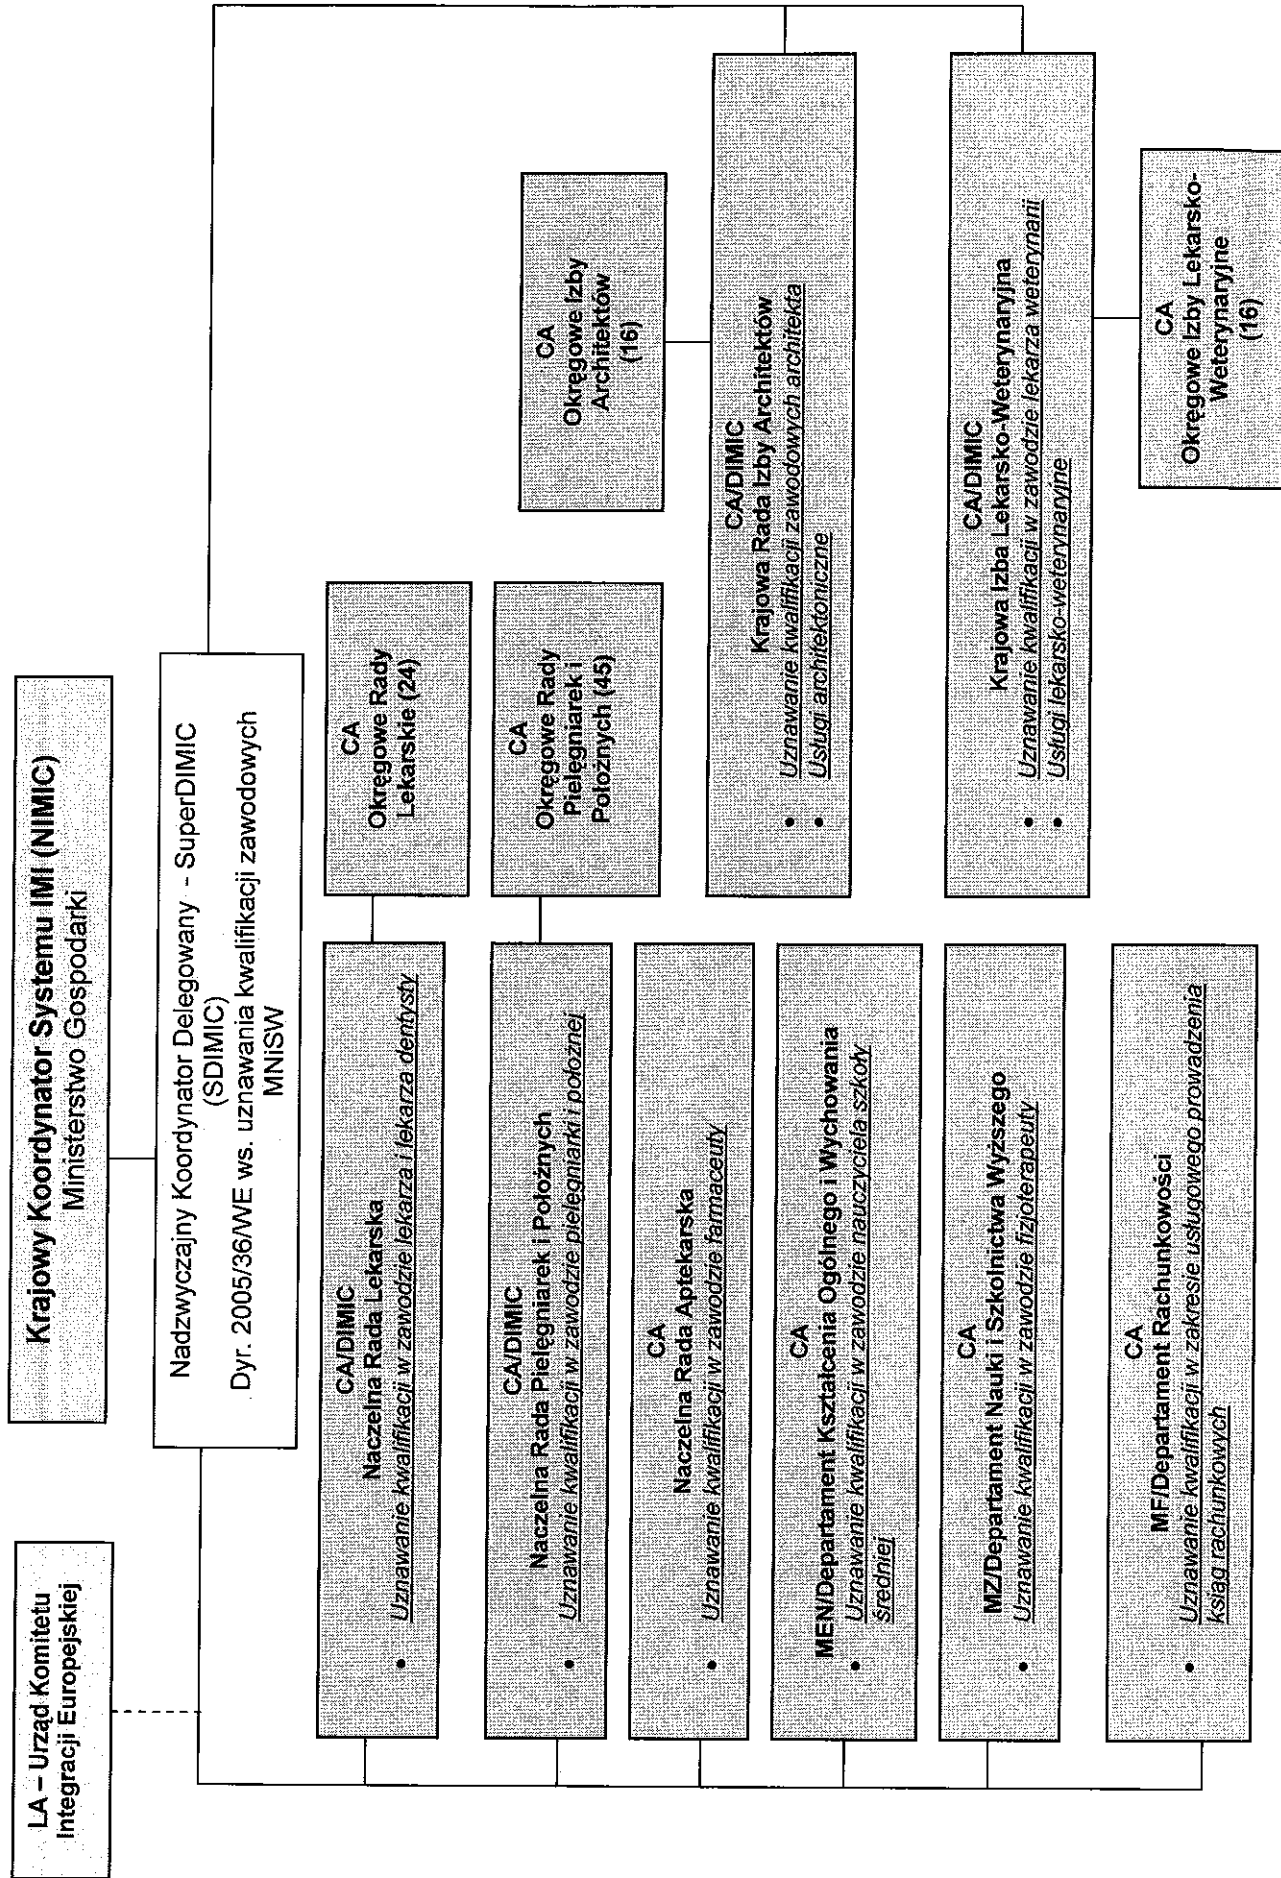 LA – Urząd Komitetu
Integracji Europejskiej
Krajowy Koordynator Systemu IMI (NIMIC)
Ministerstwo Gospodarki
Nadzwyczajny Koordynator Delegowany - SuperDIMIC
(SDIMIC)
Dyr. 2005/36/WE ws. uznawania kwalifikacji zawodowych
MNiSW
CA/DIMIC
Naczelna Rada Lekarska
• Uznawanie kwalifikacji w zawodzie lekarza i lekarza dentysty
CA
Okręgowe Rady
Lekarskie (24)
CA/DIMIC
Naczelna Rada Pielęgniarek i Położnych
• Uznawanie kwalifikacji w zawodzie pielęgniarki i położnej
CA
Okręgowe Rady
Pielęgniarek i
Położnych (45)
CA
Naczelna Rada Aptekarska
• Uznawanie kwalifikacji w zawodzie farmaceuty
CA
MEN/Departament Kształcenia Ogólnego i Wychowania
• Uznawanie kwalifikacji w zawodzie nauczyciela szkoły
średniej
CA
MZ/Departament Nauki i Szkolnictwa Wyższego
• Uznawanie kwalifikacji w zawodzie fizjoterapeuty
CA
MF/Departament Rachunkowości
• Uznawanie kwalifikacji w zakresie usługowego prowadzenia
ksiąg rachunkowych
CA
Okręgowe Izby
Architektów
(16)
CA/DIMIC
Krajowa Rada Izby Architektów
• Uznawanie kwalifikacji zawodowych architekta
• Usługi architektoniczne
CA/DIMIC
Krajowa Izba Lekarsko-Weterynaryjna
• Uznawanie kwalifikacji w zawodzie lekarza weterynarii
• Usługi lekarsko-weterynaryjne
CA
Okręgowe Izby Lekarsko-
Weterynaryjne
(16)